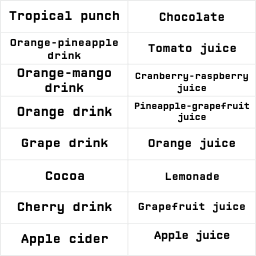 Tropical punch
Chocolate
Orange-pineapple
drink
Tomato juice
Orange-mango
drink
Cranberry-raspberry
juice
Orange drink
Pineapple-grapefruit
juice
Grape drink
Orange juice
Cocoa
Lemonade
Cherry drink
Grapefruit juice
Apple cider
Apple juice